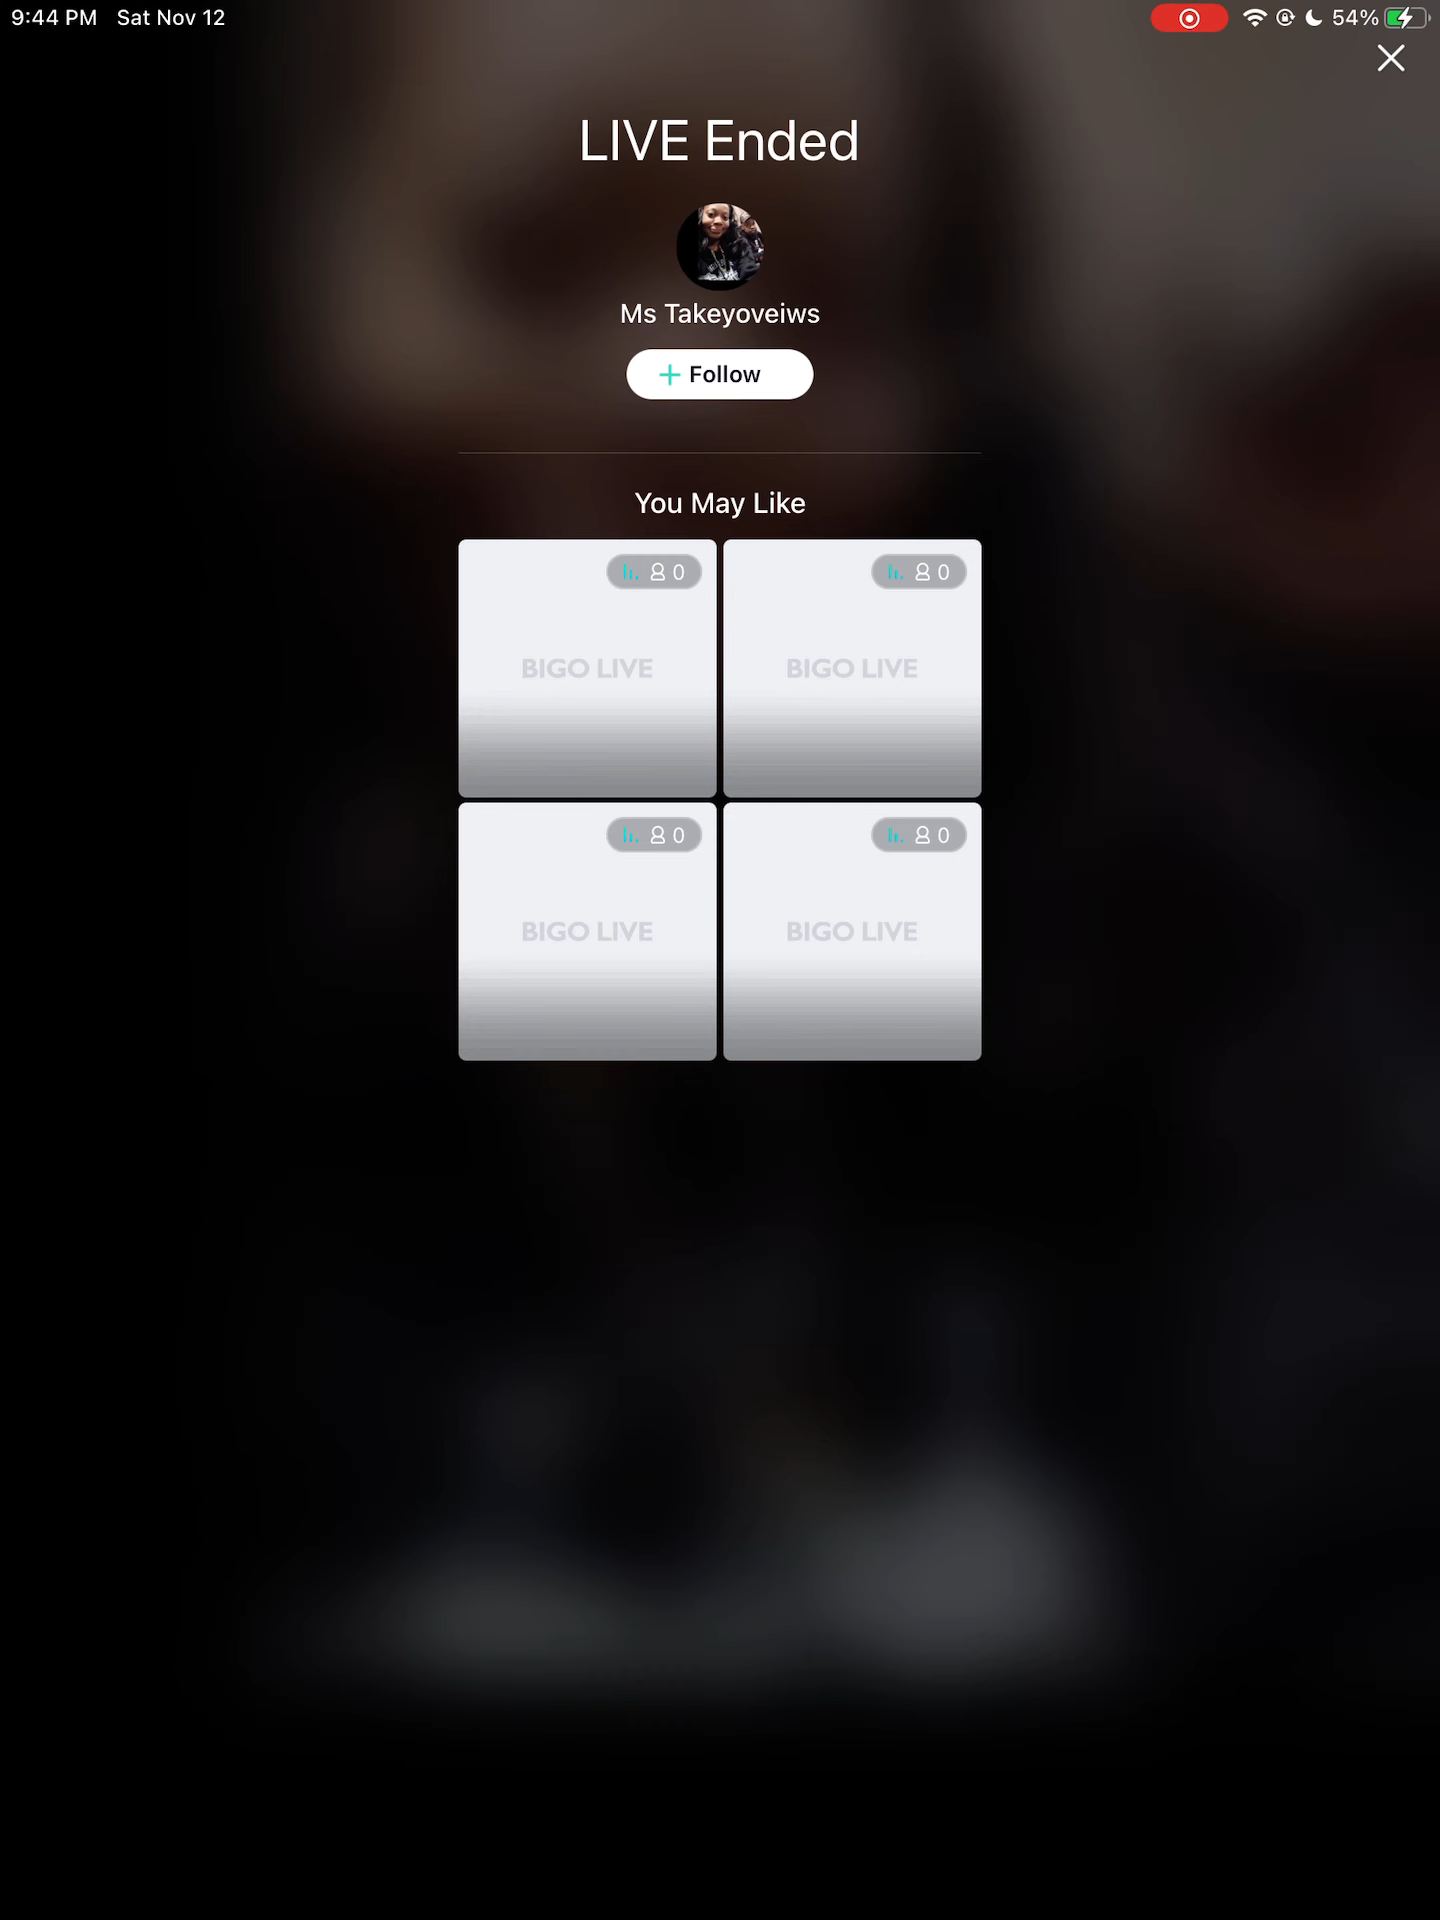 9:44 PM Sat Nov 12 54%
LIVE Ended
Ms Takeyoveiws
+ Follow
You May Like
0 0
BIGO LIVE BIGO LIVE
0 0
BIGO LIVE BIGO LIVE